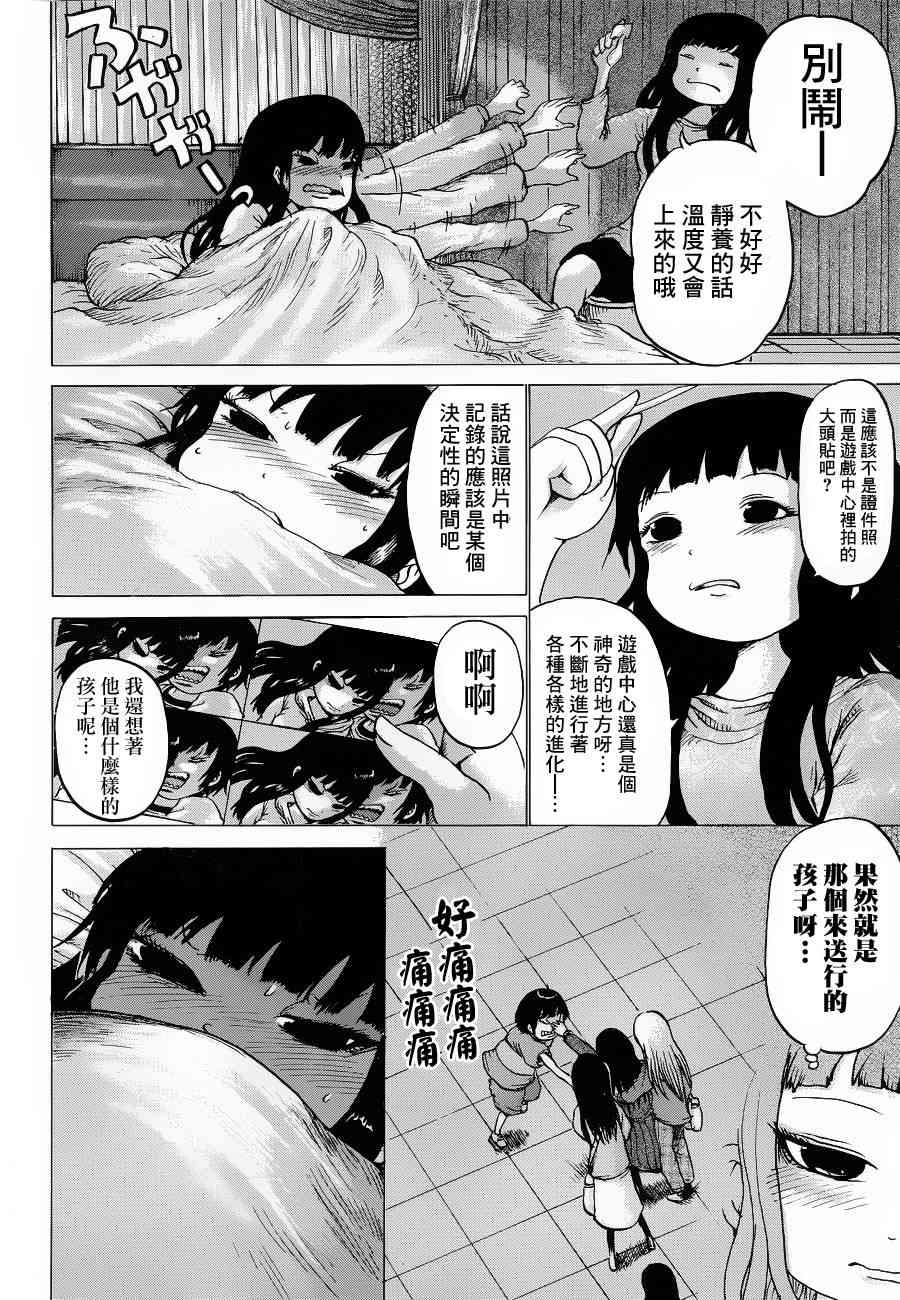 別鬧ー
不好好
靜養的話
溫度又會
上來的哦
ふがガー
這應該不是證件照
而是遊戲中心裡拍的
大頭貼吧?
遊戲中心還真是個
神奇的地方呀…
不斷地進行著
各種各樣的進化ー…
話說這照片中
記錄的應該是某個
決定性的瞬間吧
啊啊
我還想著
他是個什麼樣的
孩子呢…
果然就是
那個來送行的
孩子呀…
好痛痛痛
痛痛痛